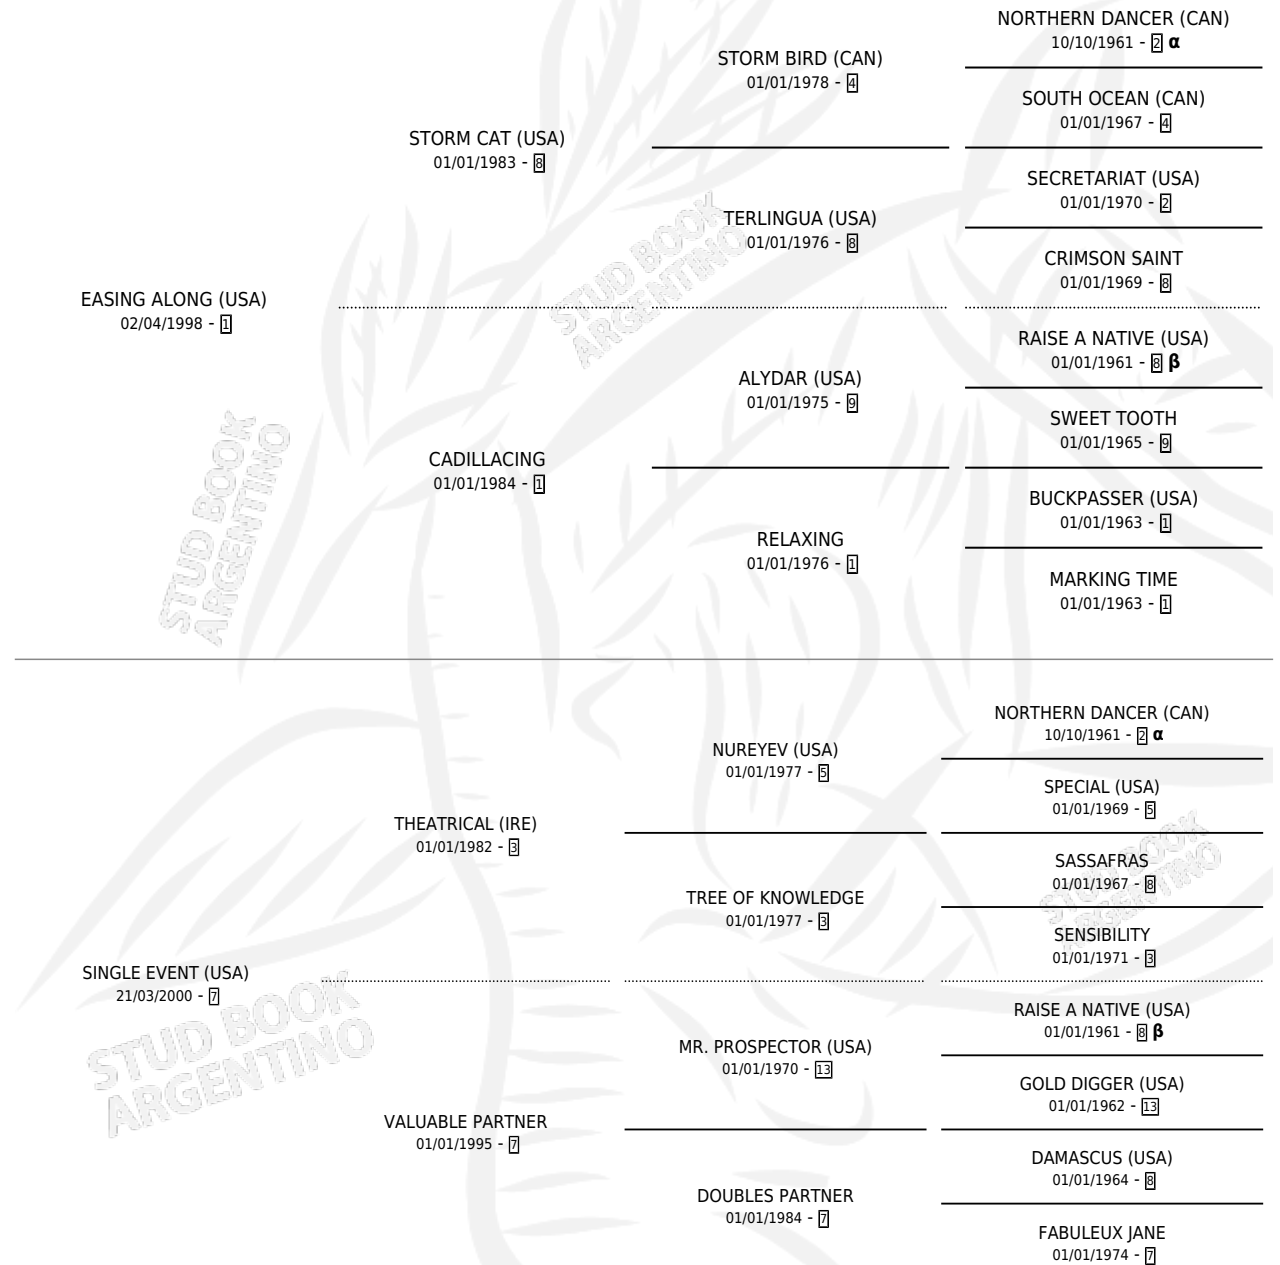 NORTHERN DANCER (CAN)
10/10/1961 - 2 α
STORM BIRD (CAN)
01/01/1978 - 4
SOUTH OCEAN (CAN)
01/01/1967 - 4
STORM CAT (USA)
01/01/1983 - 8
SECRETARIAT (USA)
01/01/1970 - 2
TERLINGUA (USA)
01/01/1976 - 8
CRIMSON SAINT
01/01/1969 - 8
EASING ALONG (USA)
02/04/1998 - 1
RAISE A NATIVE (USA)
01/01/1961 - 8 β
ALYDAR (USA)
01/01/1975 - 9
SWEET TOOTH
01/01/1965 - 9
CADILLACING
01/01/1984 - 1
BUCKPASSER (USA)
01/01/1963 - 1
RELAXING
01/01/1976 - 1
MARKING TIME
01/01/1963 - 1
NORTHERN DANCER (CAN)
10/10/1961 - 2 α
NUREYEV (USA)
01/01/1977 - 5
SPECIAL (USA)
01/01/1969 - 5
THEATRICAL (IRE)
01/01/1982 - 3
SASSAFRAS
01/01/1967 - 8
TREE OF KNOWLEDGE
01/01/1977 - 3
SENSIBILITY
01/01/1971 - 3
SINGLE EVENT (USA)
21/03/2000 - 7
RAISE A NATIVE (USA)
01/01/1961 - 8 β
MR. PROSPECTOR (USA)
01/01/1970 - 13
GOLD DIGGER (USA)
01/01/1962 - 13
VALUABLE PARTNER
01/01/1995 - 7
DAMASCUS (USA)
01/01/1964 - 8
DOUBLES PARTNER
01/01/1984 - 7
FABULEUX JANE
01/01/1974 - 7
STUD BOOK
ARGENTINO
STUD BOOK
ARGENTINO
STUD BOOK
ARGENTINO
STUD BOOK
ARGENTINO